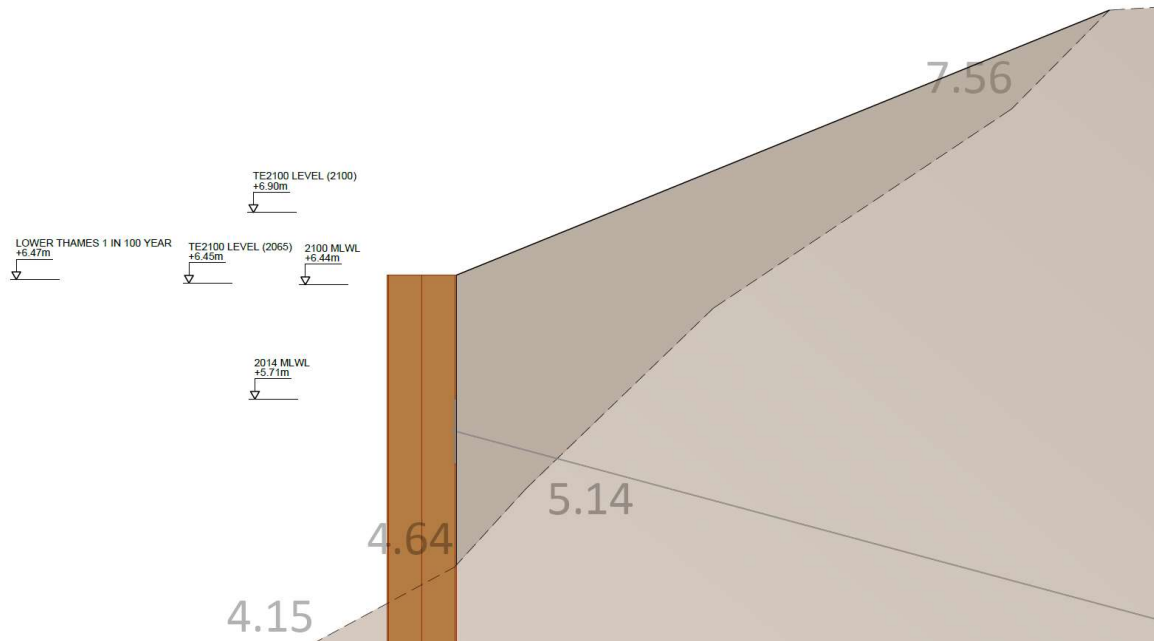 7.56
TE2100 LEVEL (2100)
+6.90m
LOWER THAMES 1 IN 100 YEAR
+6.47m
TE2100 LEVEL (2065)
+6.45m
2100 MLWL
+6.44m
2014 MLWL
+5.71m
5.14
4.64
4.15